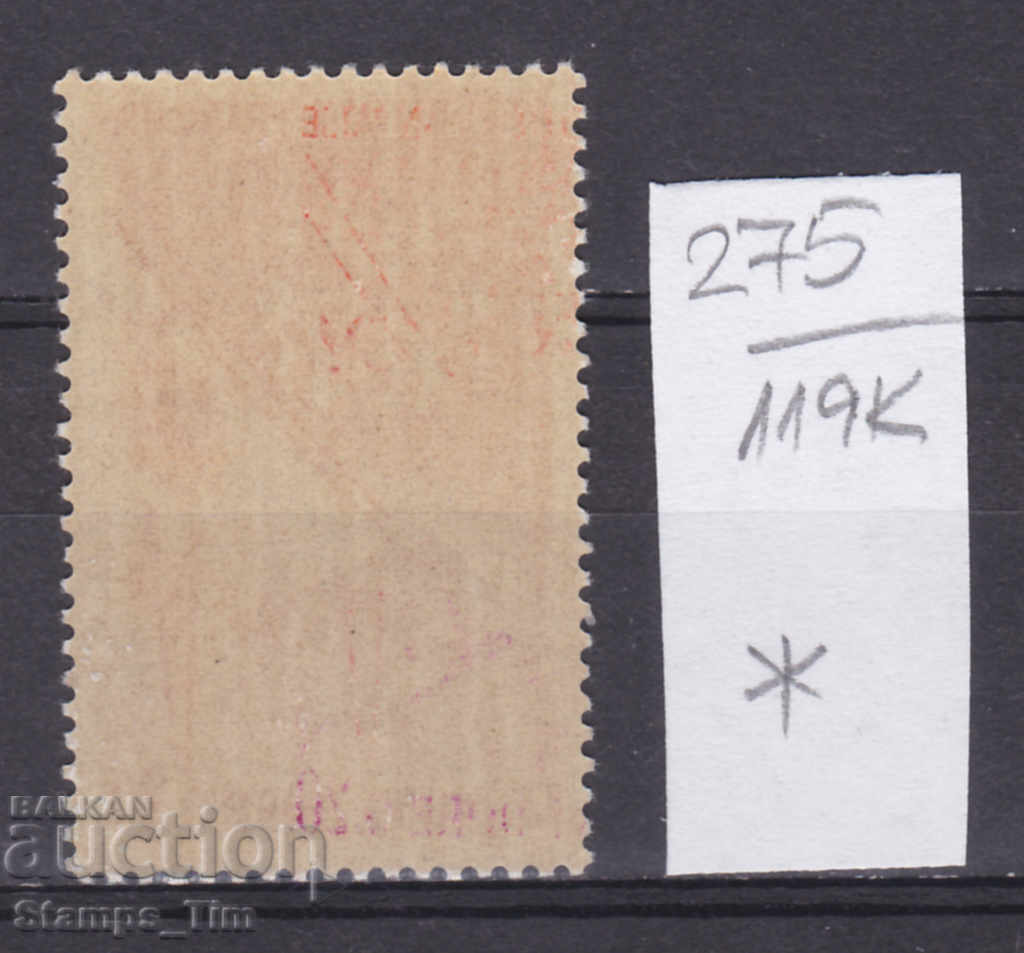 275
119K
*
BALKAN
auction
Stamps_Tim